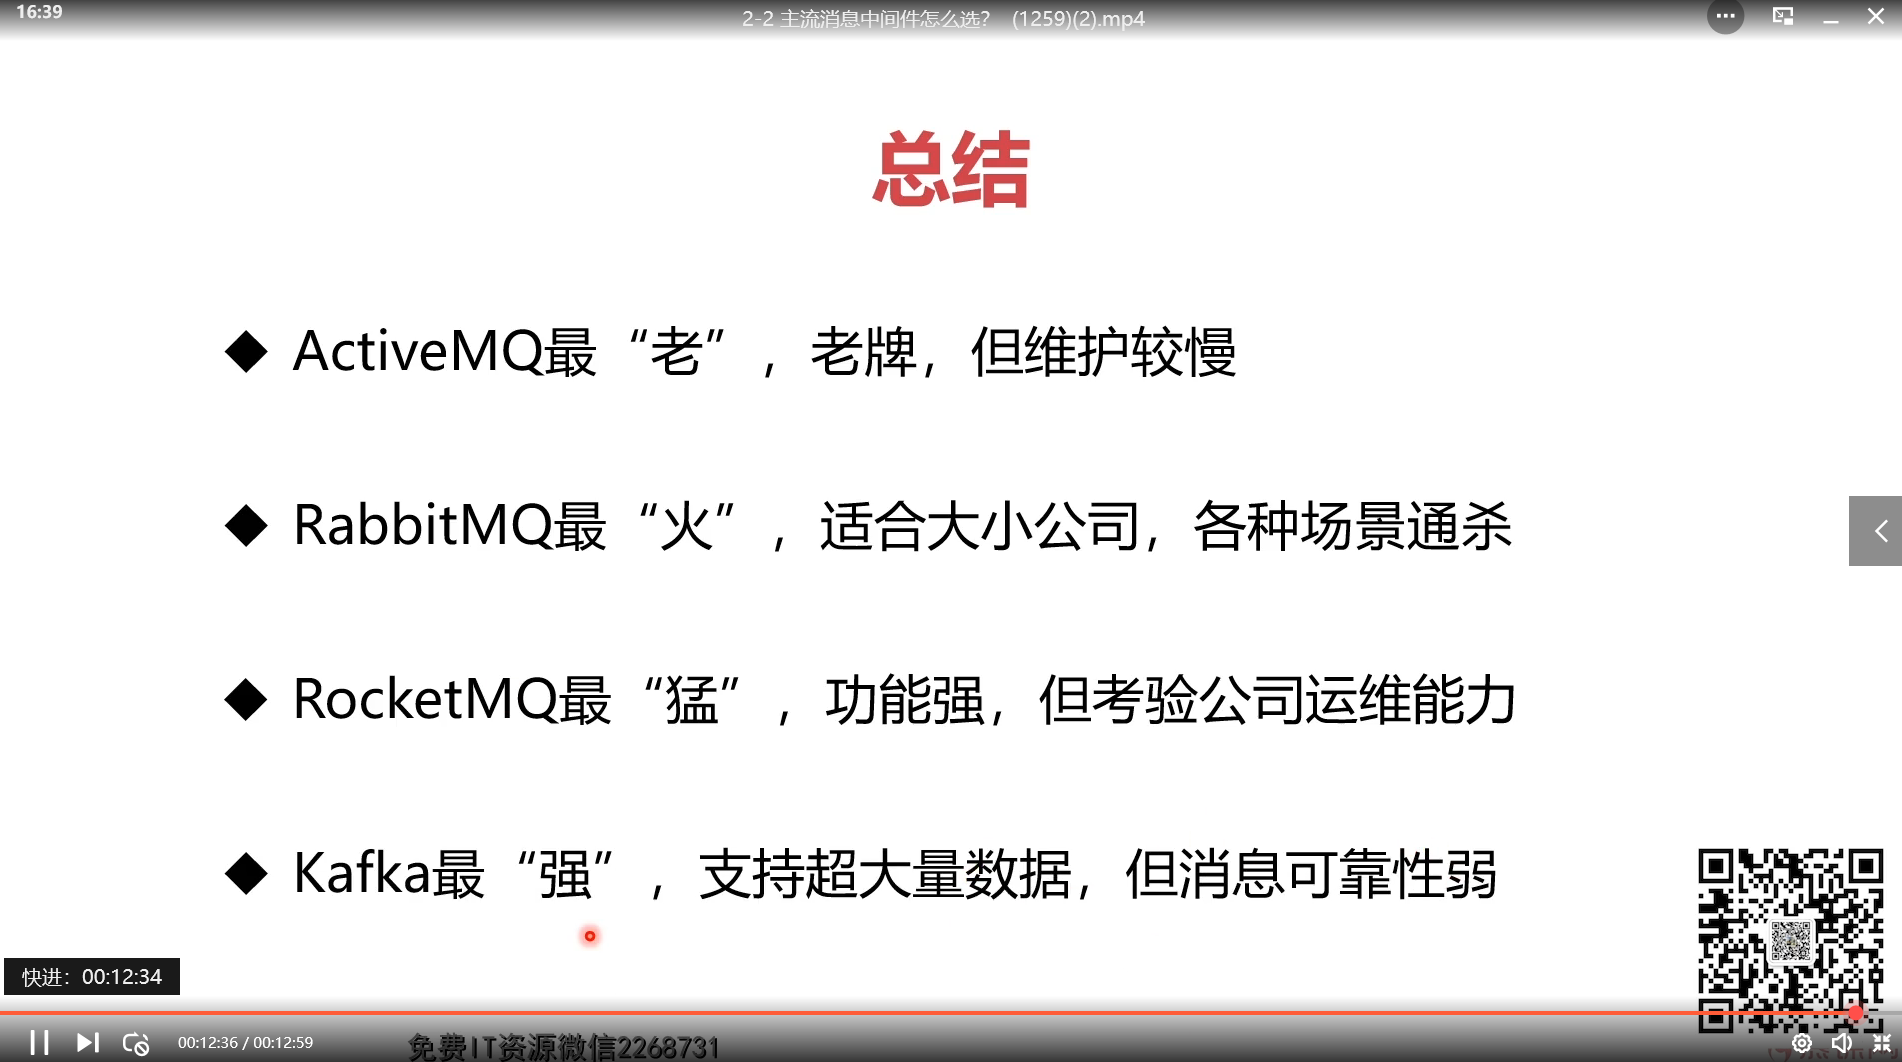 16:39
2-2 主流消息中间件怎么选? (1259)(2).mp4
总结
◆ ActiveMQ最“老”，老牌，但维护较慢
◆ RabbitMQ最“火”，适合大小公司，各种场景通杀
◆ RocketMQ最“猛”，功能强，但考验公司运维能力
◆ Kafka最“强”，支持超大量数据，但消息可靠性弱
快进：00:12:34
00:12:36 / 00:12:59
免费IT资源微信2268731